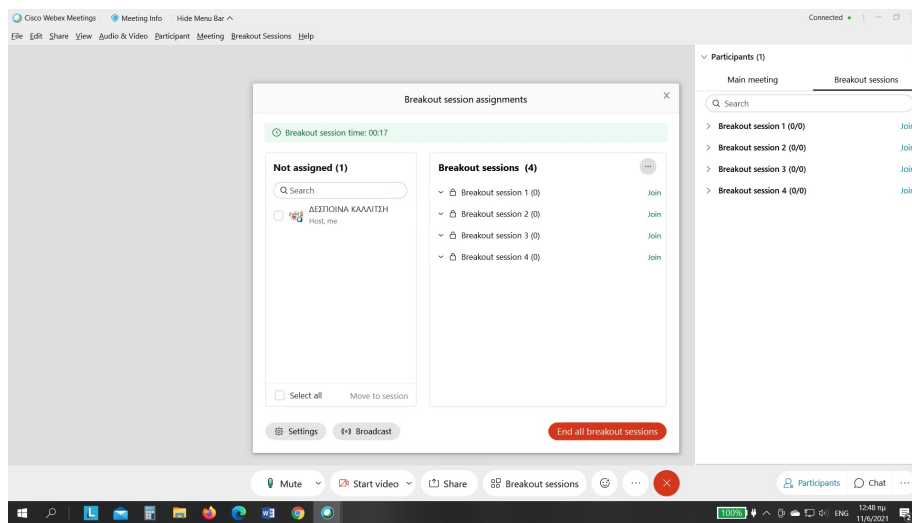 Cisco Webex Meetings Meeting Info Hide Menu Bar Connected
File Edit Share View Audio & Video Participant Meeting Breakout Sessions Help
Breakout session assignments
Breakout session time: 00:17
Not assigned (1)
Search
ΔΕΣΠΟΙΝΑ ΚΑΛΛΙΤΣΗ
Host, me
Select all Move to session
Breakout sessions (4)
Breakout session 1 (0) Join
Breakout session 2 (0) Join
Breakout session 3 (0) Join
Breakout session 4 (0) Join
Settings Broadcast End all breakout sessions
Participants (1)
Main meeting Breakout sessions
Search
Breakout session 1 (0/0) Join
Breakout session 2 (0/0) Join
Breakout session 3 (0/0) Join
Breakout session 4 (0/0) Join
Mute Start video Share Breakout sessions Participants Chat
L 100% ENG 12:48 πμ
11/6/2021